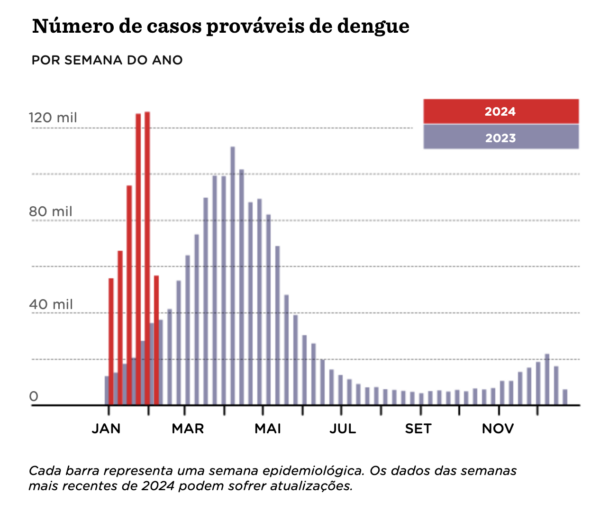 Número de casos prováveis de dengue
POR SEMANA DO ANO
2024
2023
120 mil
80 mil
40 mil
0
JAN MAR MAI JUL SET NOV
Cada barra representa uma semana epidemiológica. Os dados das semanas
mais recentes de 2024 podem sofrer atualizações.